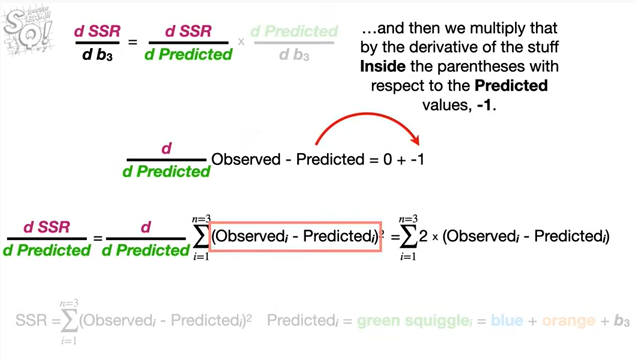 SQ!
d SSR / d b₃ = d SSR / d Predicted × d Predicted / d b₃
...and then we multiply that
by the derivative of the stuff
Inside the parentheses with
respect to the Predicted
values, -1.
d / d Predicted Observed - Predicted = 0 + -1
d SSR / d Predicted = d / d Predicted n=3 ∑ i=1 (Observedᵢ - Predictedᵢ)² = n=3 ∑ i=1 2 × (Observedᵢ - Predictedᵢ)
SSR = n=3 ∑ i=1 (Observedᵢ - Predictedᵢ)² Predictedᵢ = green squiggleᵢ = blue + orange + b₃